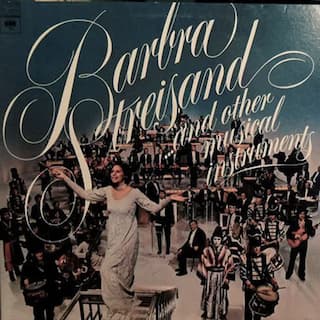 Barbra
Streisand
...and other
musical
instruments